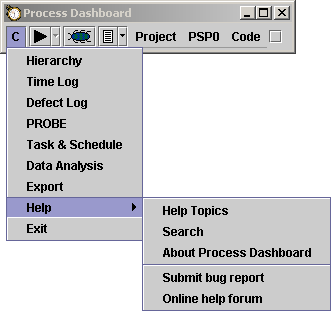 Process Dashboard
C Project PSP0 Code
Hierarchy
Time Log
Defect Log
PROBE
Task & Schedule
Data Analysis
Export
Help
Exit
Help Topics
Search
About Process Dashboard
Submit bug report
Online help forum